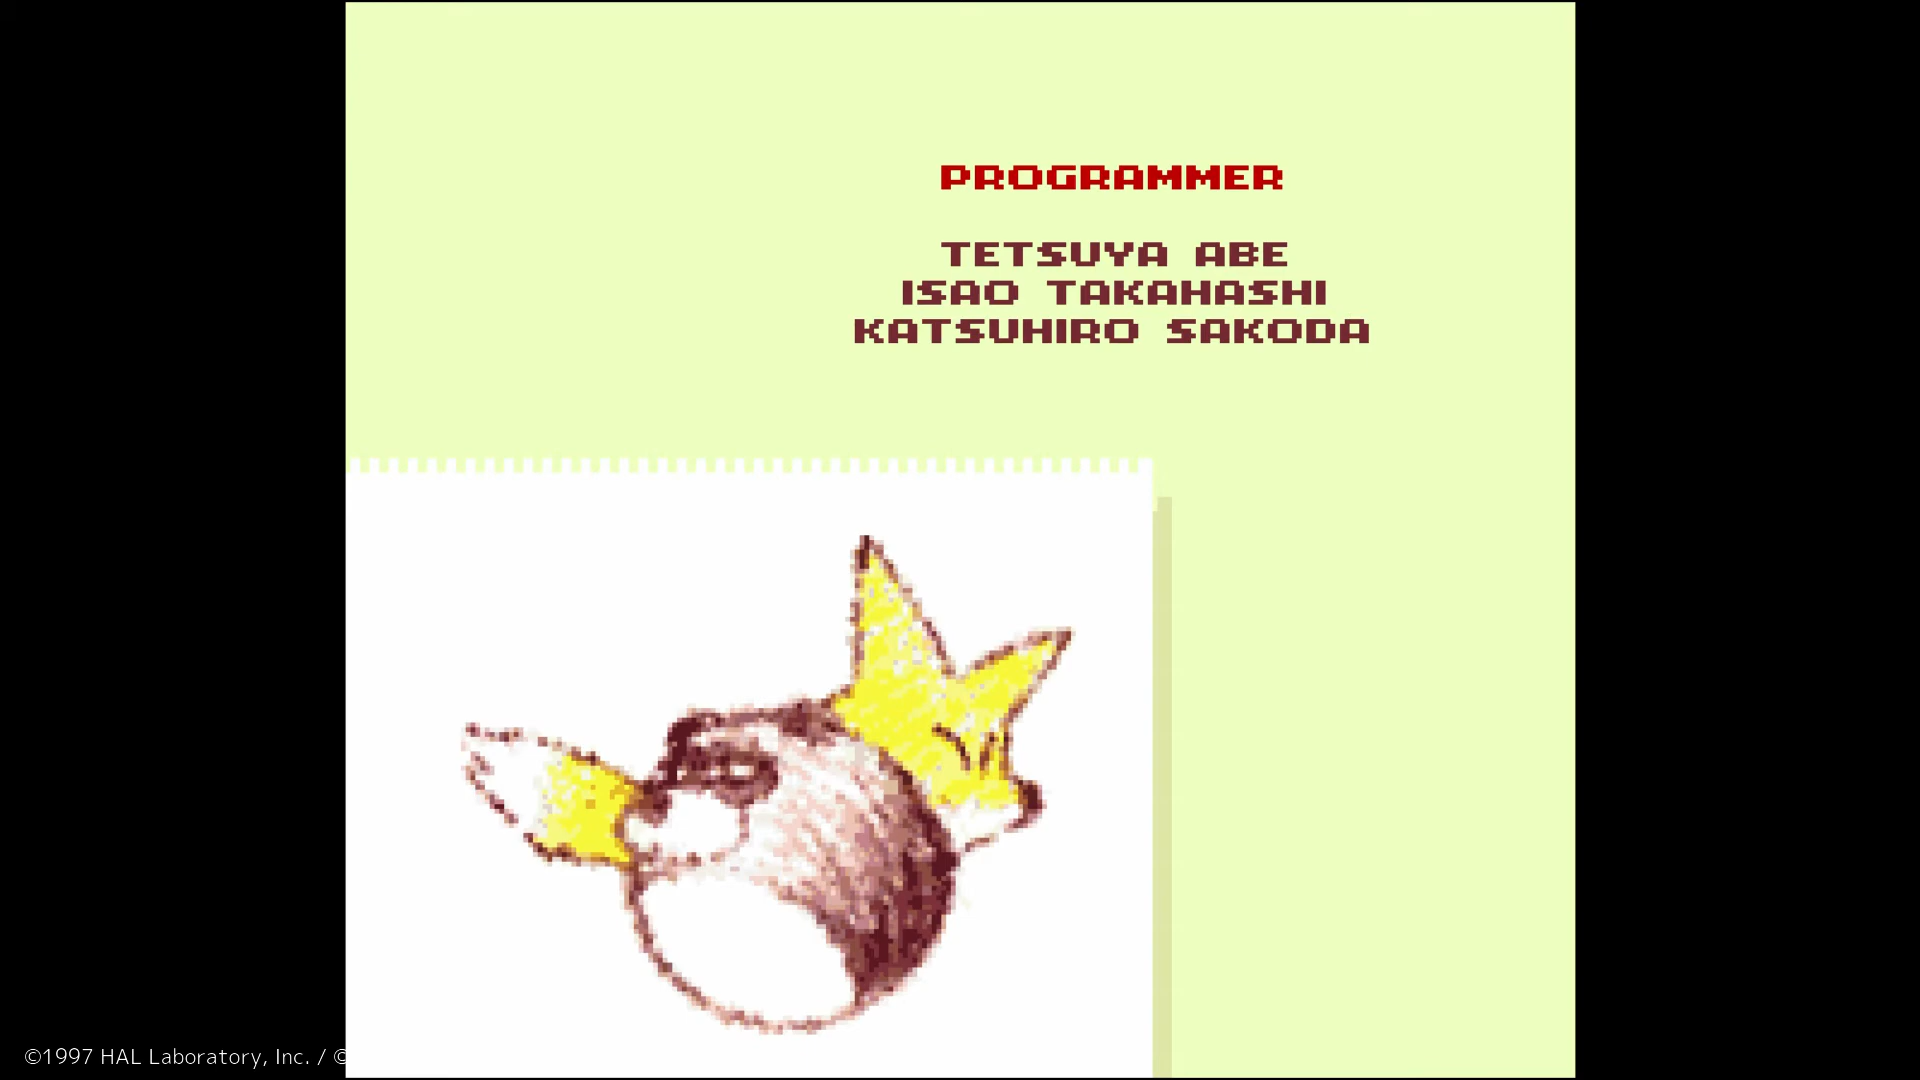 PROGRAMMER
TETSUYA ABE
ISAO TAKAHASHI
KATSUHIRO SAKODA
©1997 HAL Laboratory, Inc. / ©